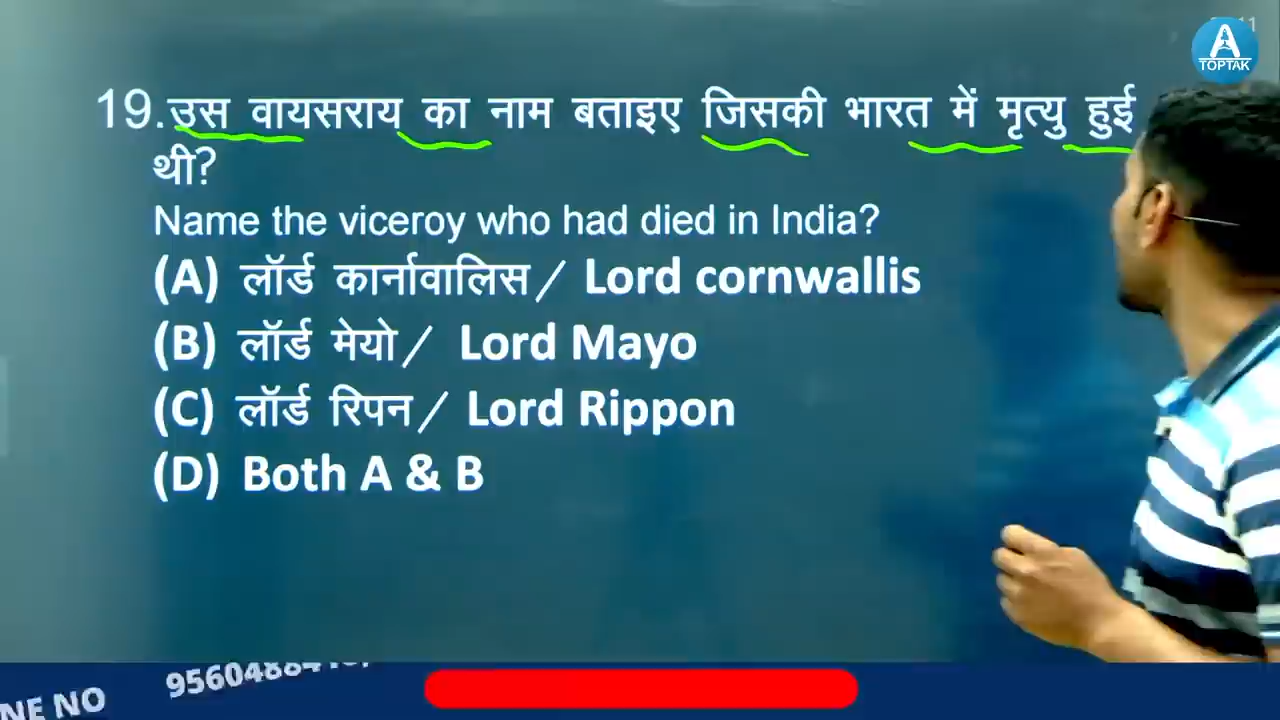 A
TOPTAK
19.उस वायसराय का नाम बताइए जिसकी भारत में मृत्यु हुई
थी?
Name the viceroy who had died in India?
(A) लॉर्ड कार्नावालिस/ Lord cornwallis
(B) लॉर्ड मेयो/ Lord Mayo
(C) लॉर्ड रिपन/ Lord Rippon
(D) Both A & B
NE NO